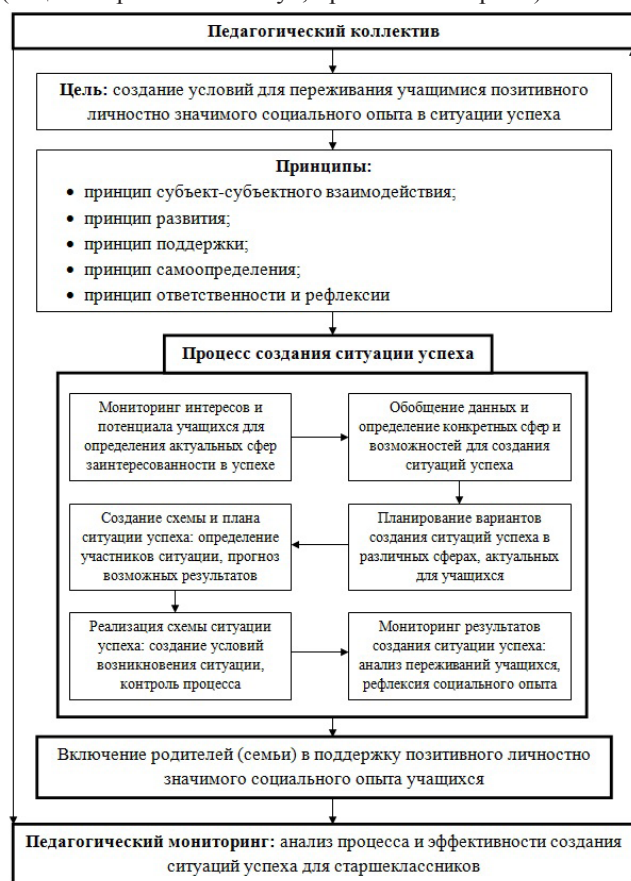 Педагогический коллектив
Цель: создание условий для переживания учащимися позитивного
личностно значимого социального опыта в ситуации успеха
Принципы:
• принцип субъект-субъектного взаимодействия;
• принцип развития;
• принцип поддержки;
• принцип самоопределения;
• принцип ответственности и рефлексии
Процесс создания ситуации успеха
Мониторинг интересов и
потенциала учащихся для
определения актуальных сфер
заинтересованности в успехе
Обобщение данных и
определение конкретных сфер и
возможностей для создания
ситуаций успеха
Планирование вариантов
создания ситуаций успеха в
различных сферах, актуальных
для учащихся
Создание схемы и плана
ситуации успеха: определение
участников ситуации, прогноз
возможных результатов
Реализация схемы ситуации
успеха: создание условий
возникновения ситуации,
контроль процесса
Мониторинг результатов
создания ситуации успеха:
анализ переживаний учащихся,
рефлексия социального опыта
Включение родителей (семьи) в поддержку позитивного личностно
значимого социального опыта учащихся
Педагогический мониторинг: анализ процесса и эффективности создания
ситуаций успеха для старшеклассников